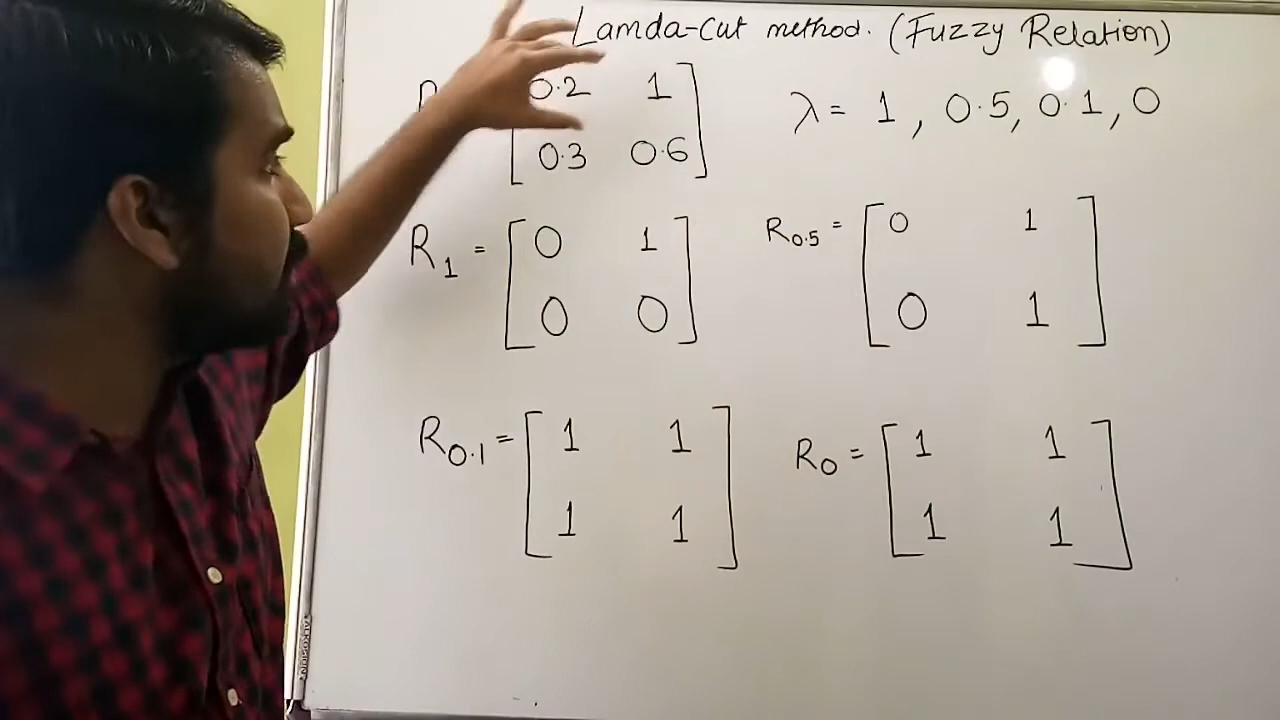 Lamda-Cut method. (Fuzzy Relation)
0.2 1
0.3 0.6
λ = 1, 0.5, 0.1, 0
R1 = [0 1
0 0]
R0.5 = [0 1
0 1]
R0.1 = [1 1
1 1]
R0 = [1 1
1 1]